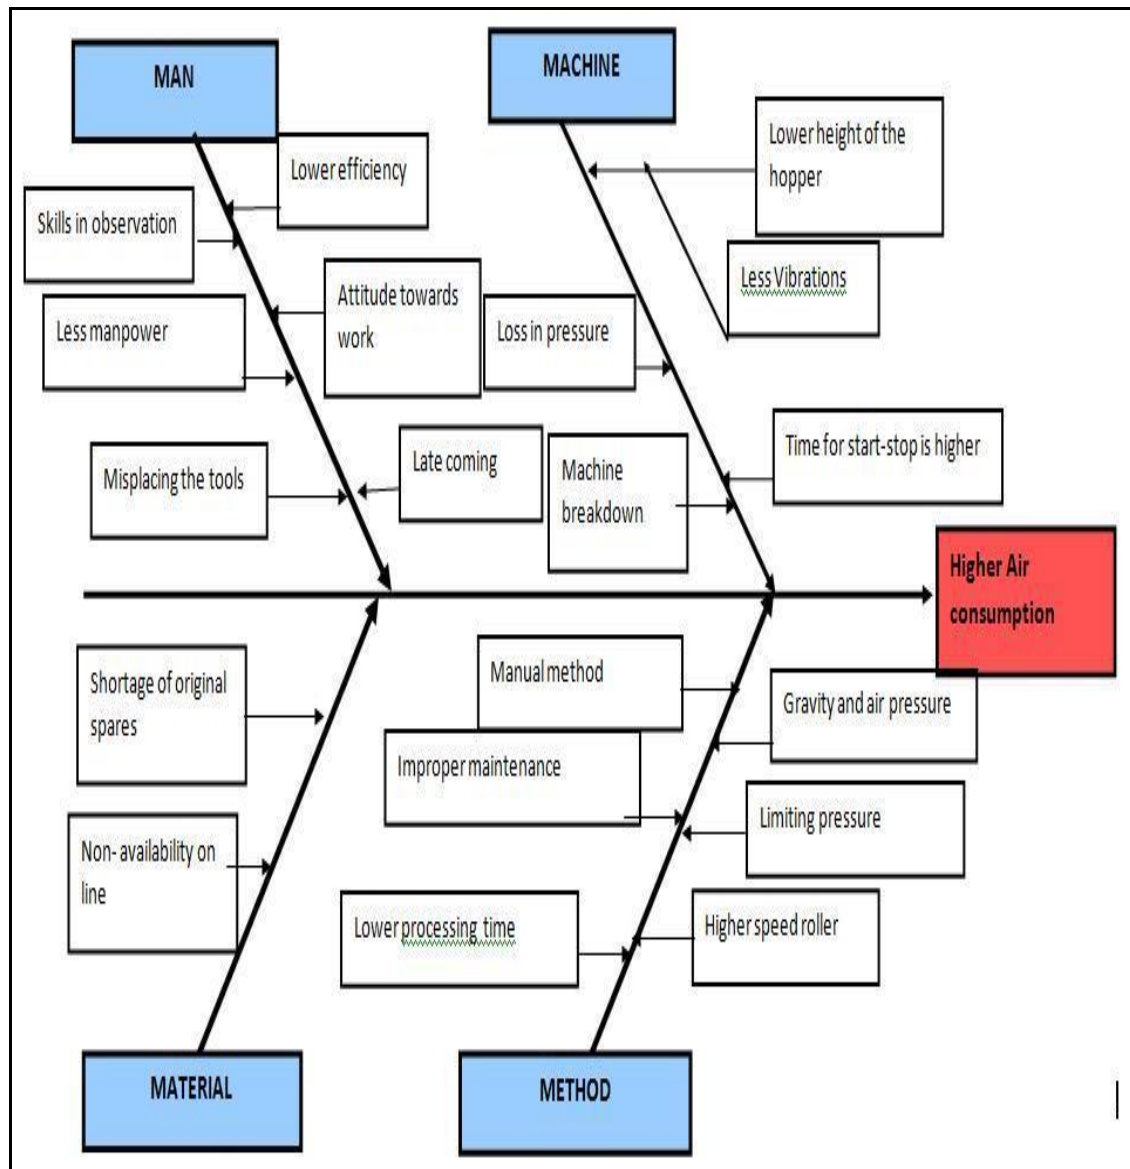 MAN
MACHINE
Lower efficiency
Skills in observation
Attitude towards
work
Less manpower
Late coming
Misplacing the tools
Lower height of the
hopper
Less Vibrations
Loss in pressure
Time for start-stop is higher
Machine
breakdown
Higher Air
consumption
Shortage of original
spares
Non- availability on
line
Manual method
Gravity and air pressure
Improper maintenance
Limiting pressure
Lower processing time
Higher speed roller
MATERIAL
METHOD